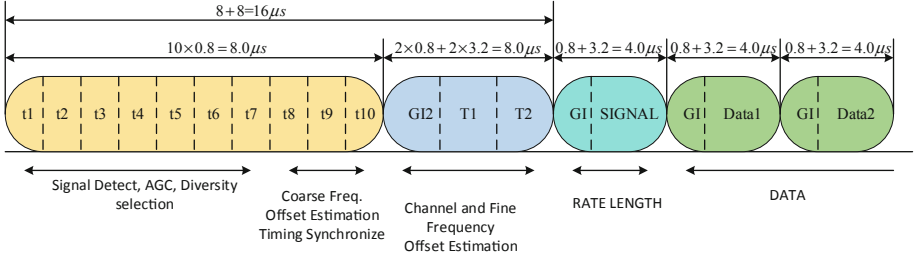 8+8=16μs
10×0.8=8.0μs
2×0.8+2×3.2=8.0μs
0.8+3.2=4.0μs
0.8+3.2=4.0μs
0.8+3.2=4.0μs
t1 t2 t3 t4 t5 t6 t7 t8 t9 t10
GI2 T1 T2
GI SIGNAL
GI Data1
GI Data2
Signal Detect, AGC, Diversity
selection
Coarse Freq.
Offset Estimation
Timing Synchronize
Channel and Fine
Frequency
Offset Estimation
RATE LENGTH
DATA